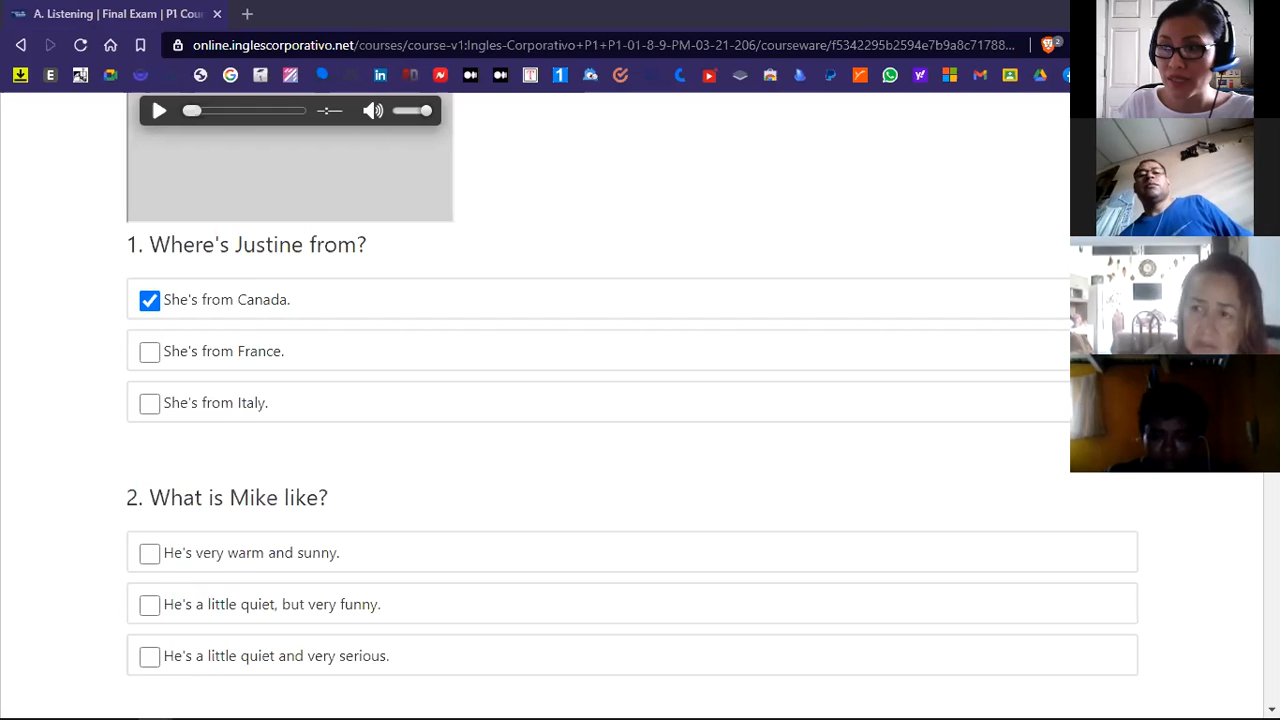 A. Listening | Final Exam | P1 Cou
online.inglescorporativo.net/courses/course-v1:Ingles-Corporativo+P1+P1-01-8-9-PM-03-21-206/courseware/f5342295b2594e7b9a8c71788...
1. Where's Justine from?
She's from Canada.
She's from France.
She's from Italy.
2. What is Mike like?
He's very warm and sunny.
He's a little quiet, but very funny.
He's a little quiet and very serious.